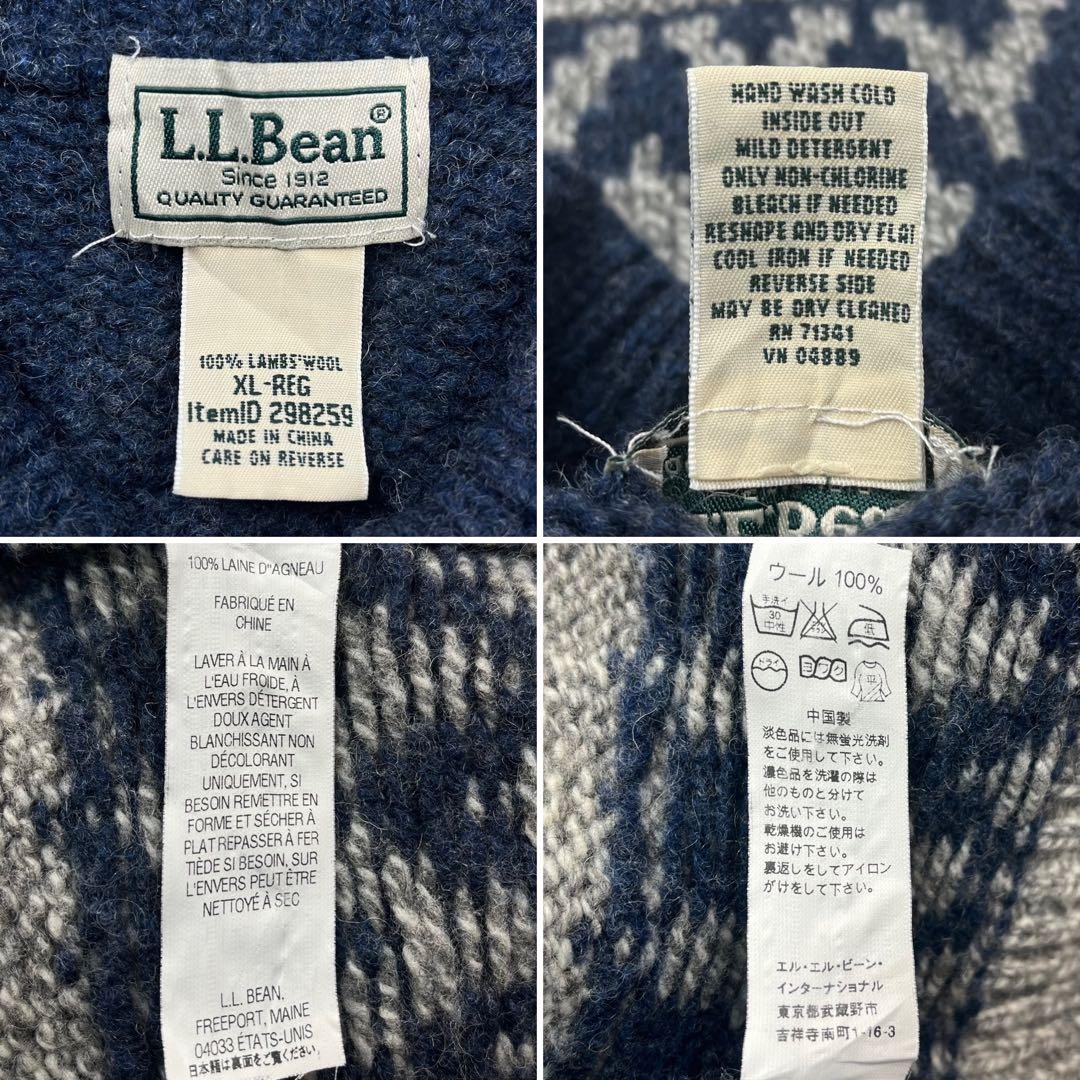 L.L.Bean®
Since 1912
QUALITY GUARANTEED
100% LAMBS'WOOL
XL-REG
ItemID 298259
MADE IN CHINA
CARE ON REVERSE
HAND WASH COLD
INSIDE OUT
MILD DETERGENT
ONLY NON-CHLORINE
BLEACH IF NEEDED
RESHAPE AND DRY FLAT
COOL IRON IF NEEDED
REVERSE SIDE
MAY BE DRY CLEANED
RN 71341
VN 04889
100% LAINE D"AGNEAU
FABRIQUÉ EN
CHINE
LAVER À LA MAIN À
L'EAU FROIDE, À
L'ENVERS DÉTERGENT
DOUX AGENT
BLANCHISSANT NON
DÉCOLORANT
UNIQUEMENT, SI
BESOIN REMETTRE EN
FORME ET SÉCHER À
PLAT REPASSER À FER
TIÈDE SI BESOIN, SUR
L'ENVERS PEUT ÊTRE
NETTOYÉ À SEC
L.L. BEAN,
FREEPORT, MAINE
04033 ÉTATS-UNIS
日本語は裏面をご覧ください
ウール 100%
手洗イ
30
中性
エンソサラシ
低
ドライ
ヨワク
平
中国製
淡色品には無蛍光洗剤
をご使用して下さい。
濃色品を洗濯の際は
他のものと分けて
お洗い下さい。
乾燥機のご使用は
お避け下さい。
裏返しをしてアイロン
がけをして下さい。
エル・エル・ビーン・
インターナショナル
東京都武蔵野市
吉祥寺南町1-16-3